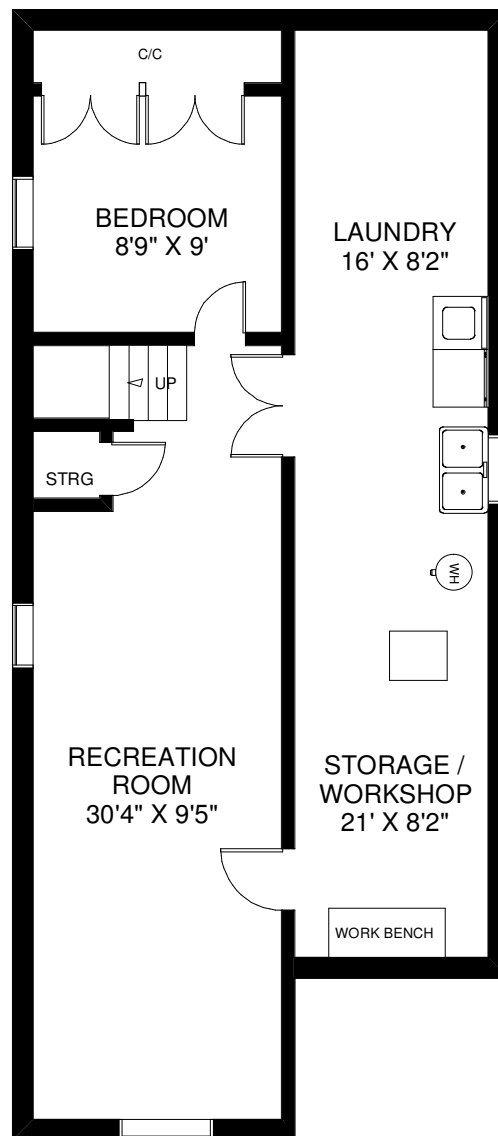 C/C
BEDROOM
8'9" X 9'
LAUNDRY
16' X 8'2"
UP
STRG
WH
RECREATION
ROOM
30'4" X 9'5"
STORAGE /
WORKSHOP
21' X 8'2"
WORK BENCH